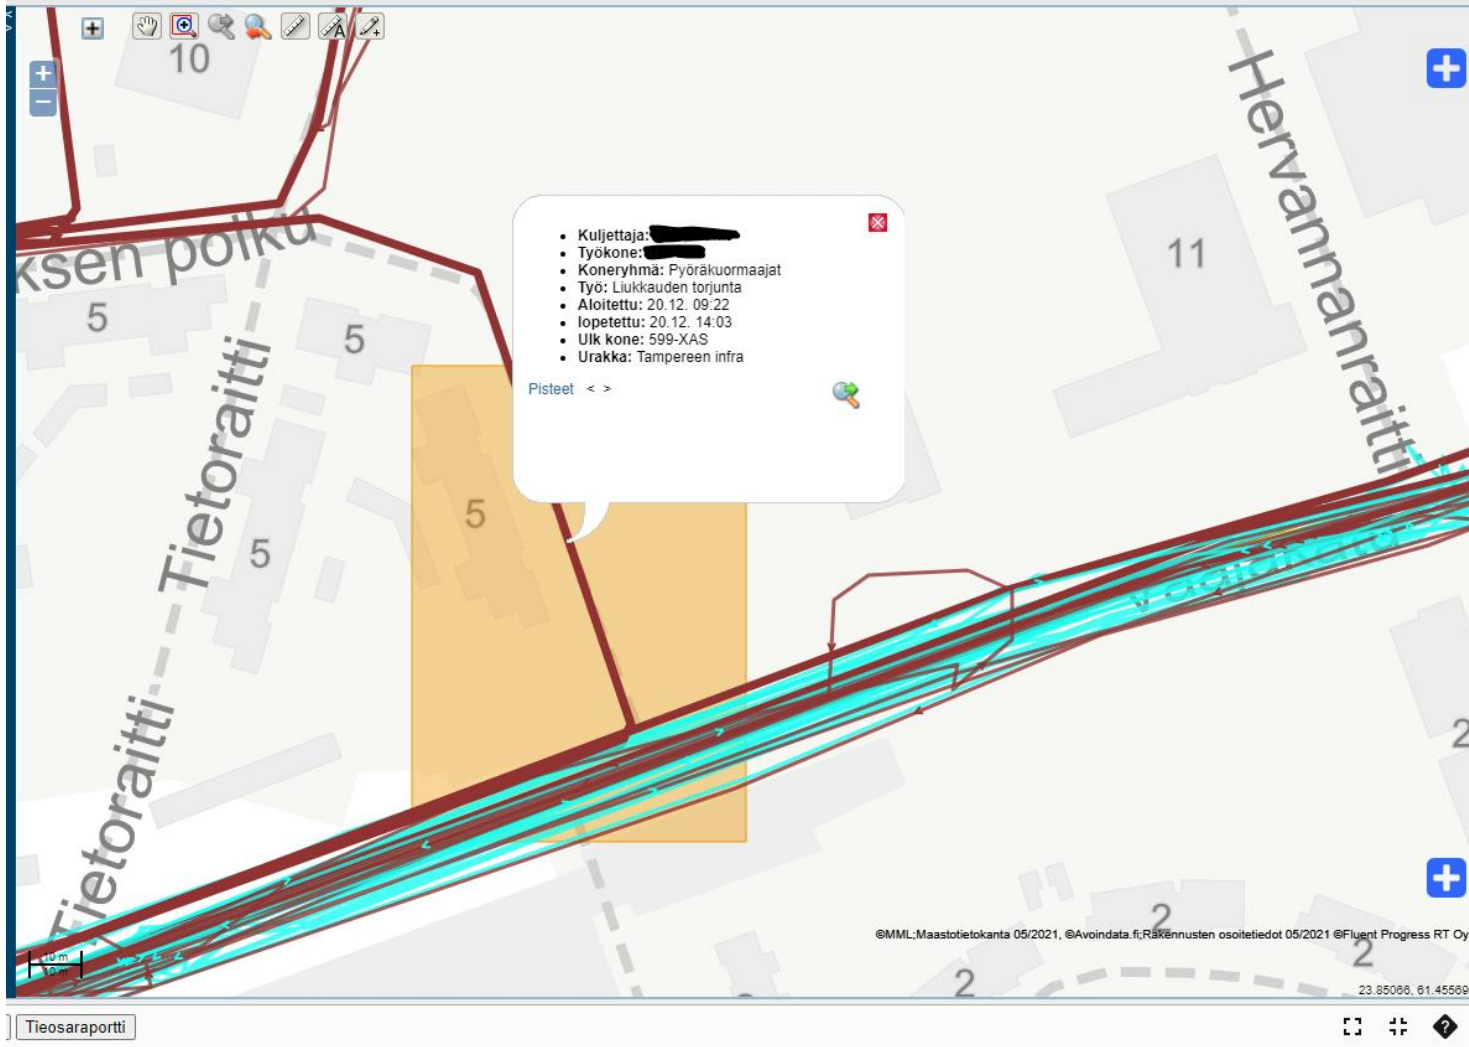 10
Hervannanraitti
ksen polku
11
Kuljettaja:
Työkone:
Koneryhmä: Pyöräkuormaajat
Työ: Liukkauden torjunta
Aloitettu: 20.12. 09:22
lopetettu: 20.12. 14:03
Ulk kone: 599-XAS
Urakka: Tampereen infra
Pisteet < >
5
5
Tietoraitti
5
5
Tietoraitti
2
2
©MML;Maastotietokanta 05/2021, ©Avoindata.fi;Rakennusten osoitetiedot 05/2021 ©Fluent Progress RT Oy
2
2
10 m
10 m
23.85066, 61.45569
Tieosaraportti